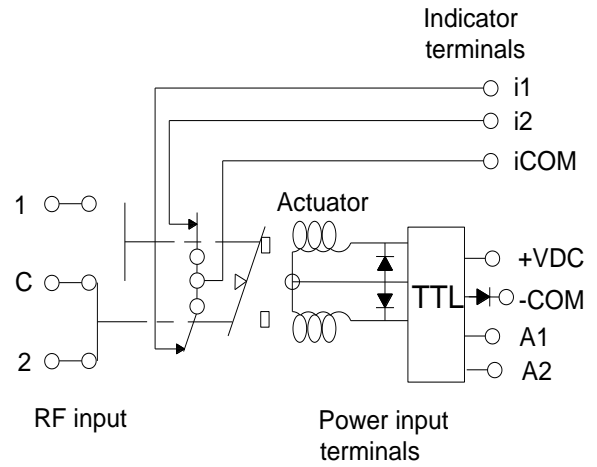 Indicator
terminals
i1
i2
iCOM
1
Actuator
+VDC
C
TTL
-COM
A1
2
A2
RF input
Power input
terminals